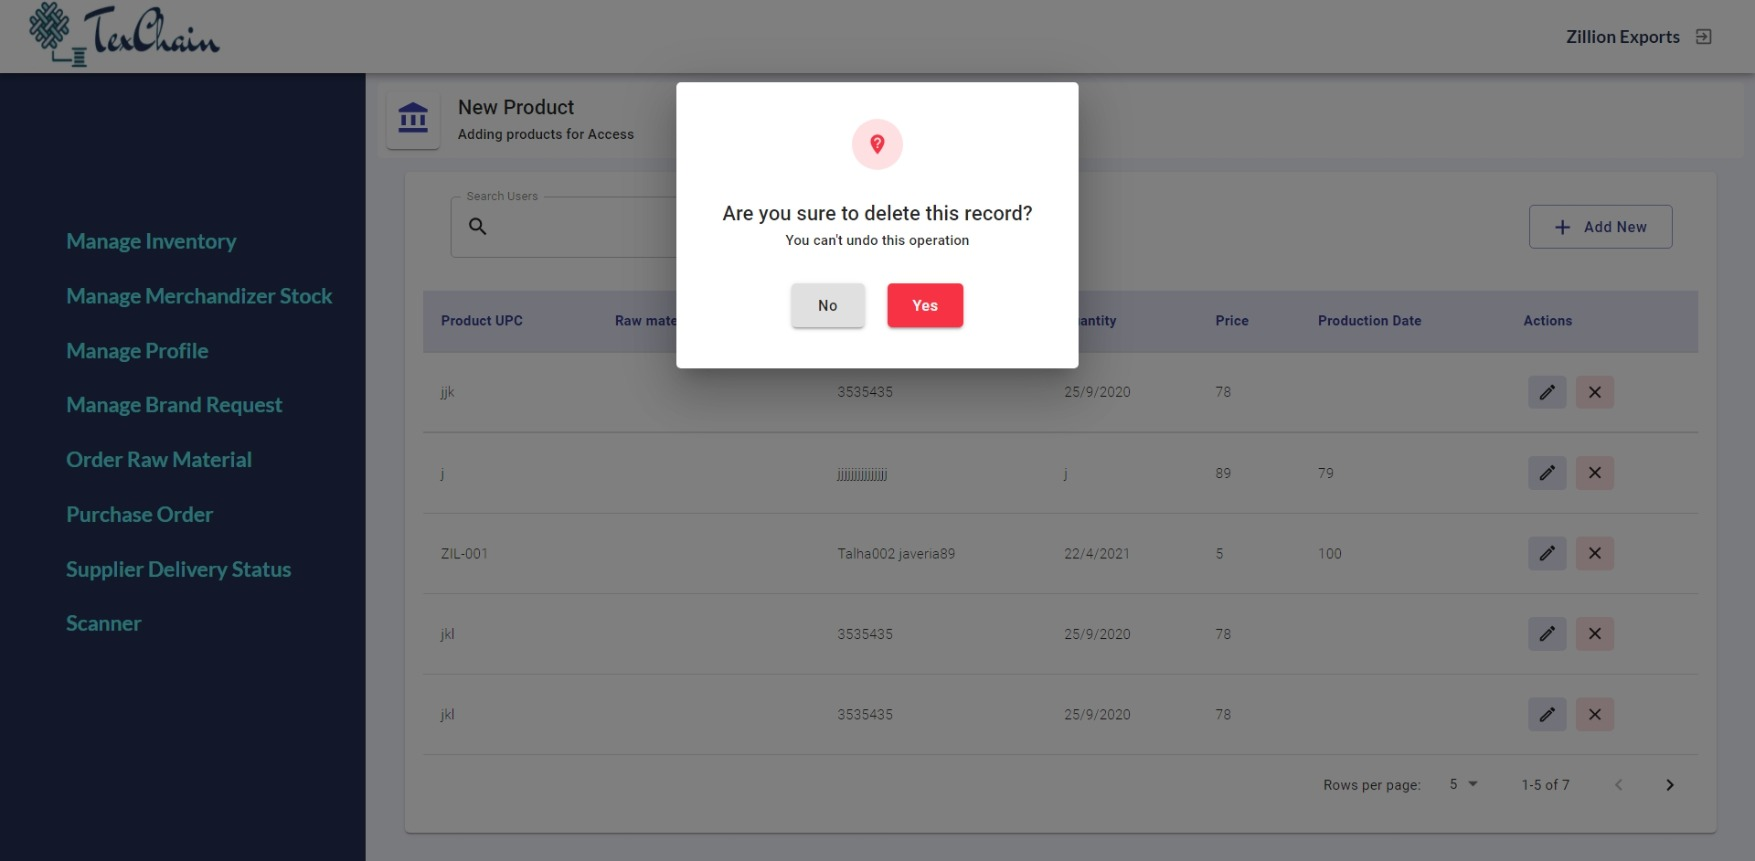 TexChain
Zillion Exports
New Product
Adding products for Access
Are you sure to delete this record?
You can't undo this operation
No
Yes
Search Users
Add New
Manage Inventory
Manage Merchandizer Stock
Manage Profile
Manage Brand Request
Order Raw Material
Purchase Order
Supplier Delivery Status
Scanner
Product UPC Raw mate antity Price Production Date Actions
jjk 3535435 25/9/2020 78
j j 89 79
ZIL-001 Talha002 javeria89 22/4/2021 5 100
jkl 3535435 25/9/2020 78
jkl 3535435 25/9/2020 78
Rows per page: 5 1-5 of 7